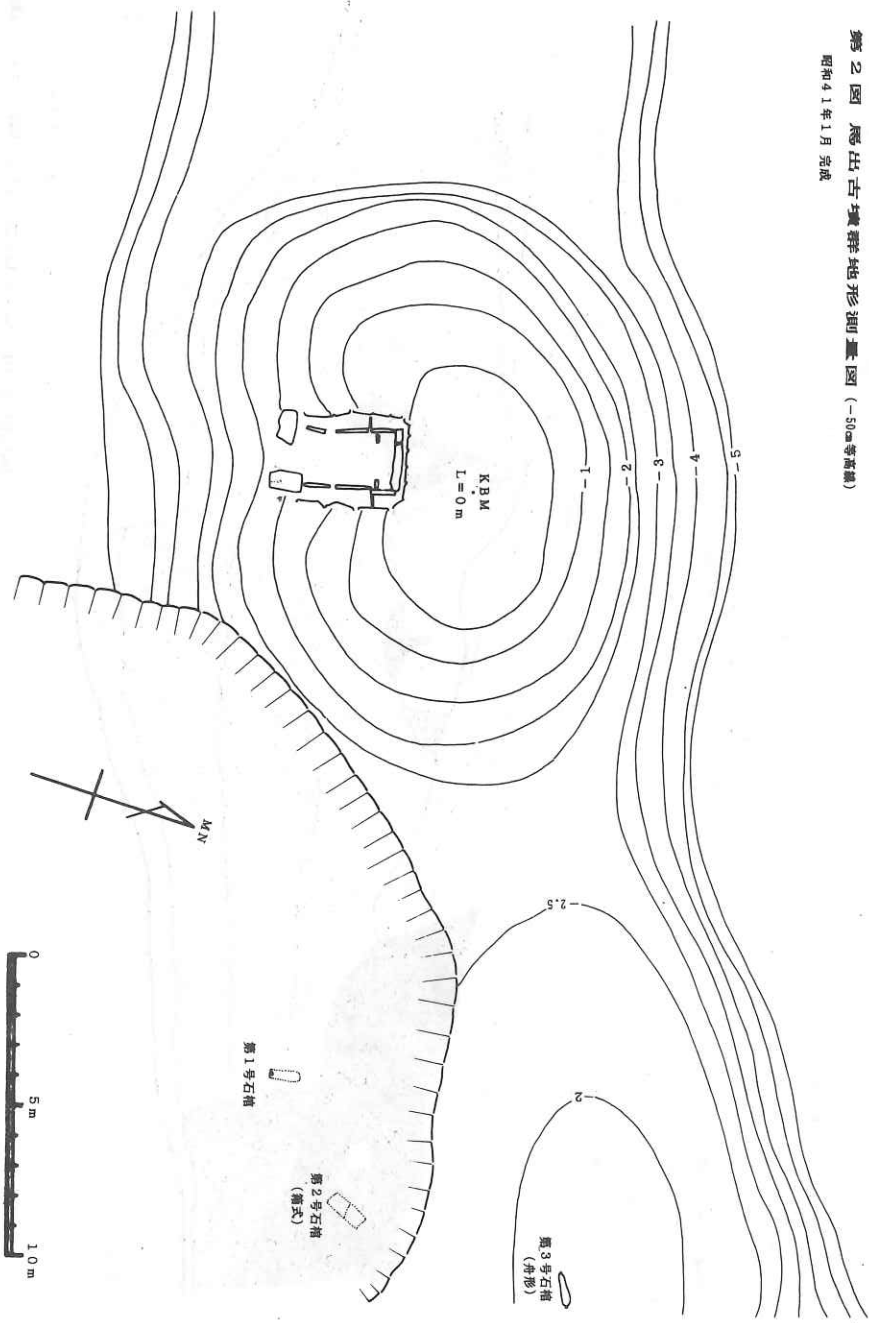 第2図 馬出古墳群地形測量図 (-50cm等高線)
昭和41年1月 完成
-5
-4
-3
-2
-1
KBM
L=0m
MN
-2.5
-2
第1号石棺
第2号石棺
(箱式)
第3号石棺
(舟形)
0
5m
10m